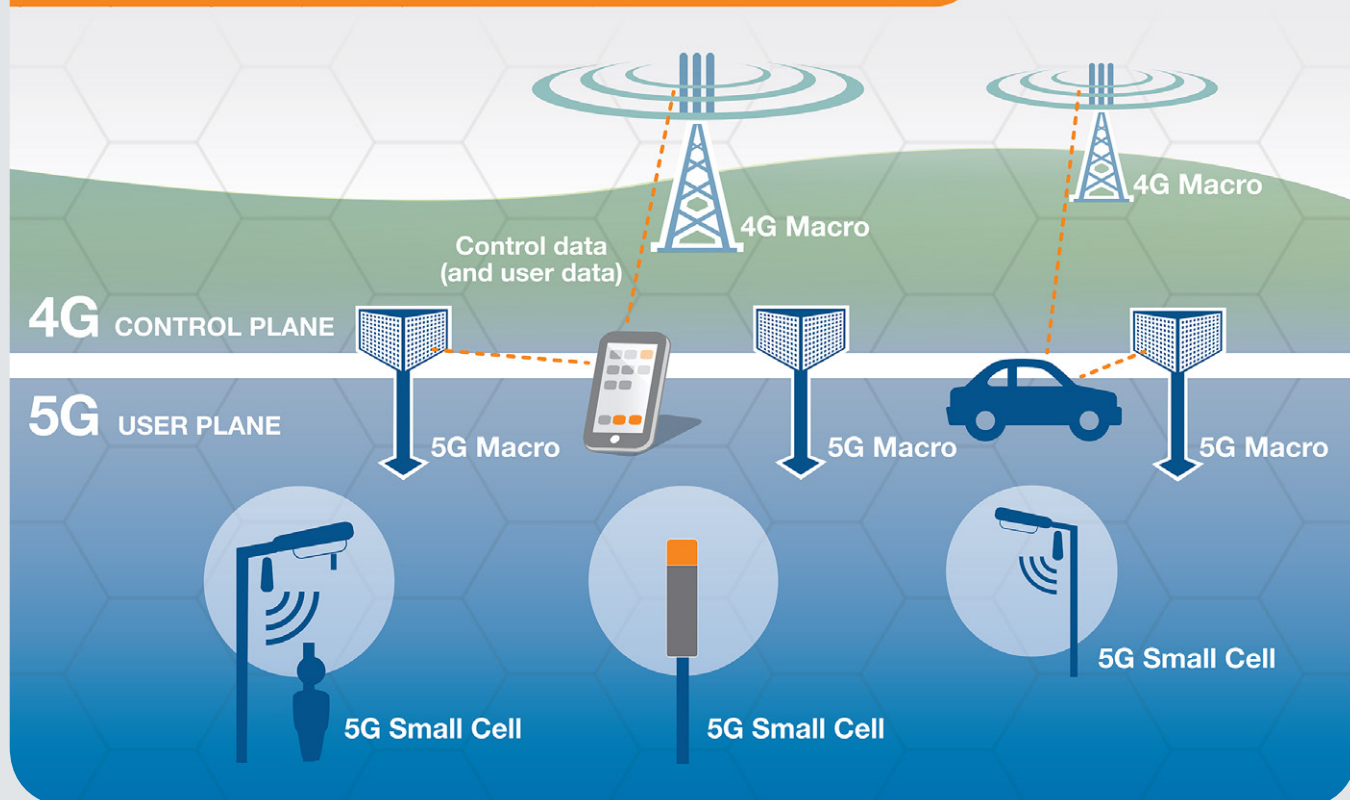 4G Macro
4G Macro
Control data
(and user data)
4G CONTROL PLANE
5G USER PLANE
5G Macro
5G Macro
5G Macro
5G Small Cell
5G Small Cell
5G Small Cell